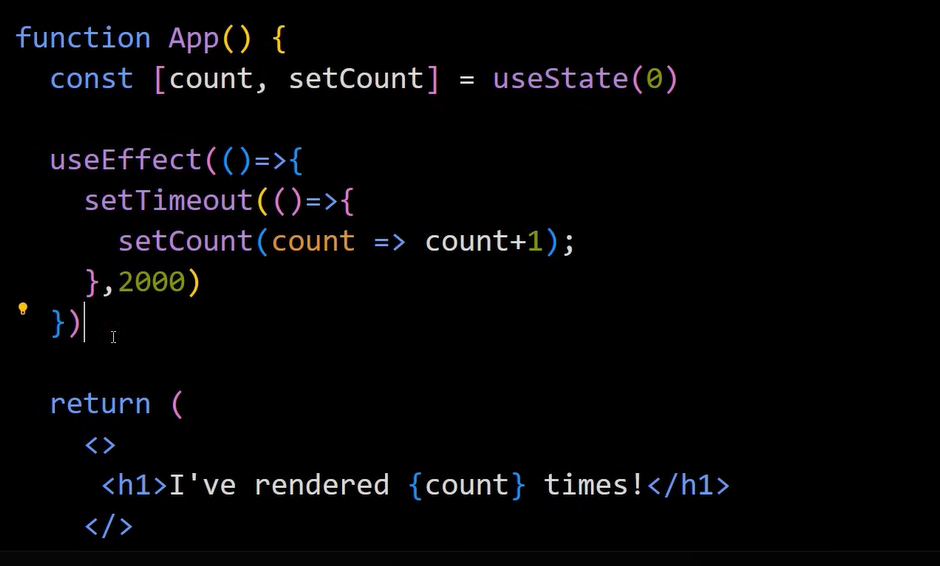 function App() {
const [count, setCount] = useState(0)
useEffect(()=>{
setTimeout(()=>{
setCount(count => count+1);
},2000)
})
return (
<>
<h1>I've rendered {count} times!</h1>
</>